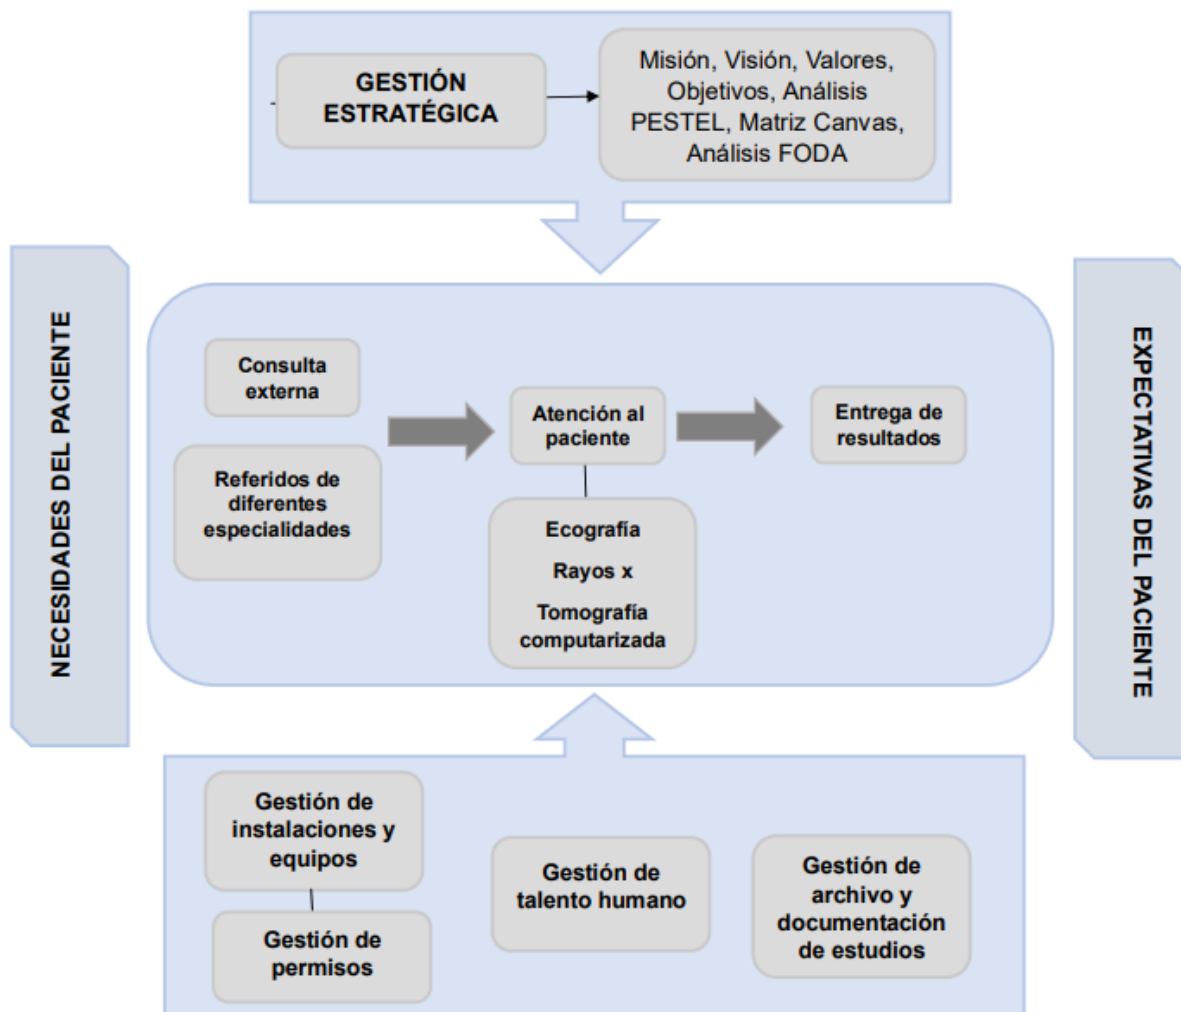 GESTIÓN
ESTRATÉGICA
Misión, Visión, Valores,
Objetivos, Análisis
PESTEL, Matriz Canvas,
Análisis FODA
NECESIDADES DEL PACIENTE
Consulta
externa
Referidos de
diferentes
especialidades
Atención al
paciente
Ecografía
Rayos x
Tomografía
computarizada
Entrega de
resultados
EXPECTATIVAS DEL PACIENTE
Gestión de
instalaciones y
equipos
Gestión de
permisos
Gestión de
talento humano
Gestión de
archivo y
documentación
de estudios